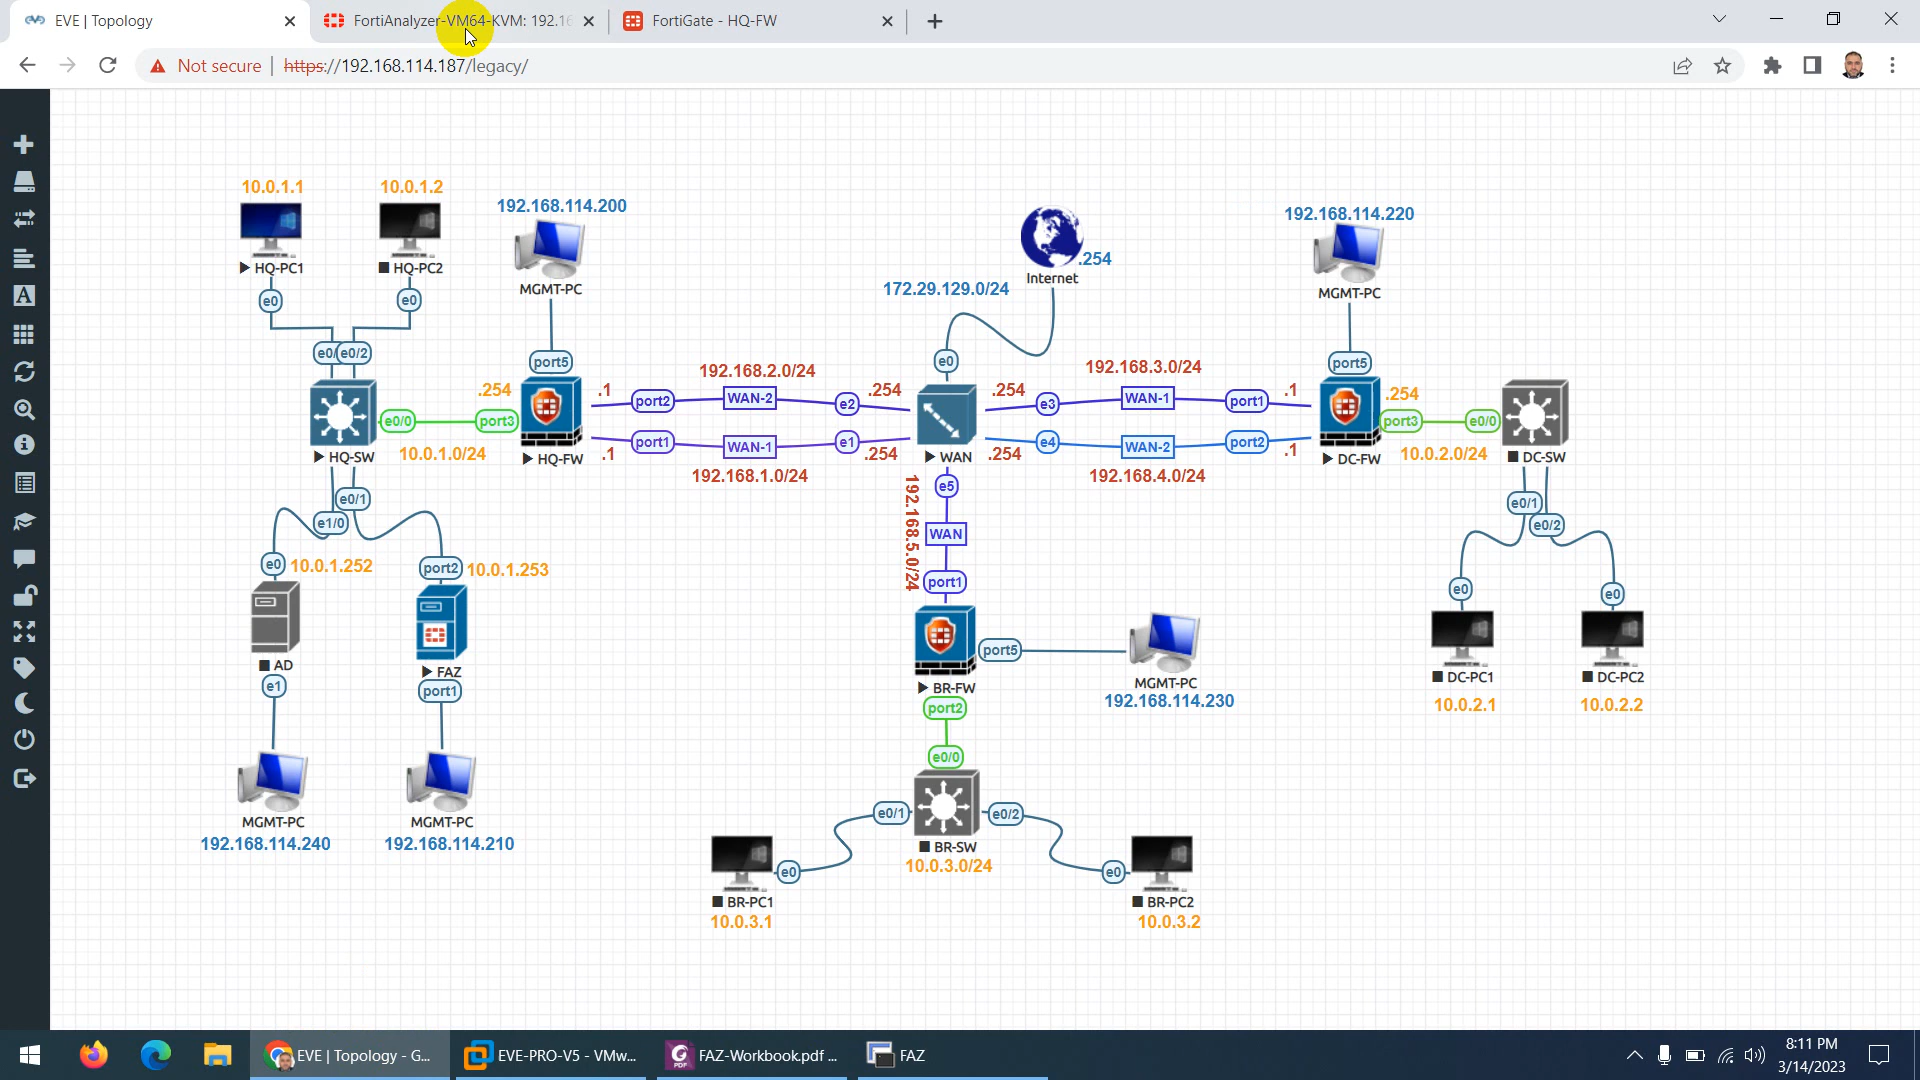 EVE | Topology
FortiAnalyzer-VM64-KVM: 192.16
FortiGate - HQ-FW
Not secure
https://192.168.114.187/legacy/
10.0.1.1
10.0.1.2
192.168.114.200
192.168.114.220
.254
HQ-PC1
HQ-PC2
MGMT-PC
Internet
172.29.129.0/24
MGMT-PC
e0
e0
e0/
e0/2
port5
e0
port5
192.168.2.0/24
192.168.3.0/24
.254
.1
port2
WAN-2
e2
.254
.254
e3
WAN-1
port1
.1
.254
e0/0
port3
port3
e0/0
port1
WAN-1
e1
e4
WAN-2
port2
HQ-SW
10.0.1.0/24
HQ-FW
.1
.254
WAN
.254
.1
DC-FW
10.0.2.0/24
DC-SW
192.168.1.0/24
192.168.4.0/24
e5
e0/1
e1/0
e0/1
e0/2
192.168.5.0/24
WAN
e0
10.0.1.252
port2
10.0.1.253
port1
e0
e0
AD
FAZ
port5
BR-FW
MGMT-PC
192.168.114.230
DC-PC1
DC-PC2
10.0.2.1
10.0.2.2
e1
port1
port2
e0/0
MGMT-PC
MGMT-PC
192.168.114.240
192.168.114.210
e0/1
e0/2
BR-SW
10.0.3.0/24
e0
e0
BR-PC1
BR-PC2
10.0.3.1
10.0.3.2
EVE | Topology - G...
EVE-PRO-V5 - VMw...
FAZ-Workbook.pdf ...
FAZ
8:11 PM
3/14/2023